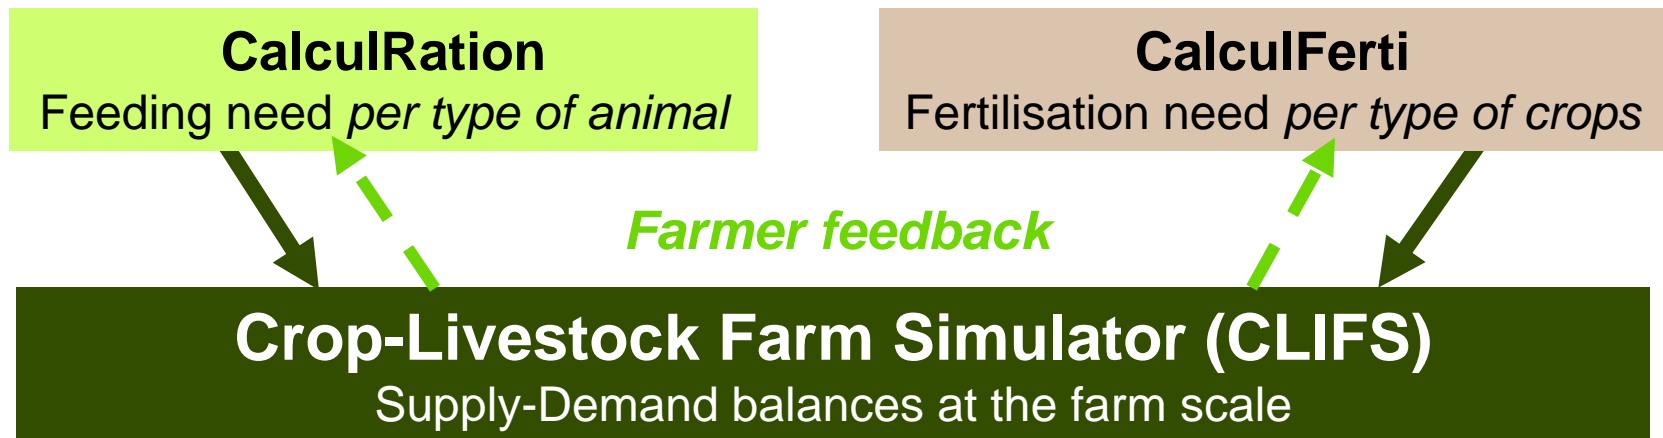 CalculRation
Feeding need per type of animal
CalculFerti
Fertilisation need per type of crops
Farmer feedback
Crop-Livestock Farm Simulator (CLIFS)
Supply-Demand balances at the farm scale